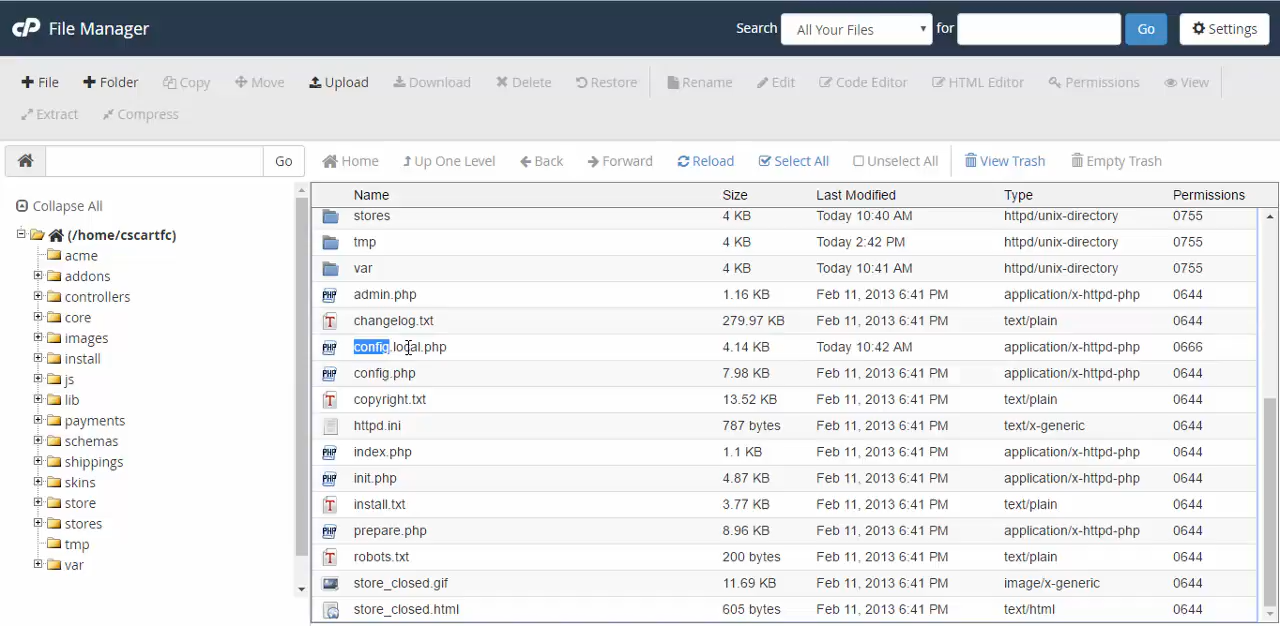 cP File Manager
Search All Your Files for Go Settings
File Folder Copy Move Upload Download Delete Restore Rename Edit Code Editor HTML Editor Permissions View
Extract Compress
Go Home Up One Level Back Forward Reload Select All Unselect All View Trash Empty Trash
Collapse All
(/home/cscartfc)
acme
addons
controllers
core
images
install
js
lib
payments
schemas
shippings
skins
store
stores
tmp
var
Name Size Last Modified Type Permissions
stores 4 KB Today 10:40 AM httpd/unix-directory 0755
tmp 4 KB Today 2:42 PM httpd/unix-directory 0755
var 4 KB Today 10:41 AM httpd/unix-directory 0755
PHP admin.php 1.16 KB Feb 11, 2013 6:41 PM application/x-httpd-php 0644
T changelog.txt 279.97 KB Feb 11, 2013 6:41 PM text/plain 0644
PHP config.local.php 4.14 KB Today 10:42 AM application/x-httpd-php 0666
PHP config.php 7.98 KB Feb 11, 2013 6:41 PM application/x-httpd-php 0644
T copyright.txt 13.52 KB Feb 11, 2013 6:41 PM text/plain 0644
httpd.ini 787 bytes Feb 11, 2013 6:41 PM text/x-generic 0644
PHP index.php 1.1 KB Feb 11, 2013 6:41 PM application/x-httpd-php 0644
PHP init.php 4.87 KB Feb 11, 2013 6:41 PM application/x-httpd-php 0644
T install.txt 3.77 KB Feb 11, 2013 6:41 PM text/plain 0644
PHP prepare.php 8.96 KB Feb 11, 2013 6:41 PM application/x-httpd-php 0644
T robots.txt 200 bytes Feb 11, 2013 6:41 PM text/plain 0644
store_closed.gif 11.69 KB Feb 11, 2013 6:41 PM image/x-generic 0644
store_closed.html 605 bytes Feb 11, 2013 6:41 PM text/html 0644